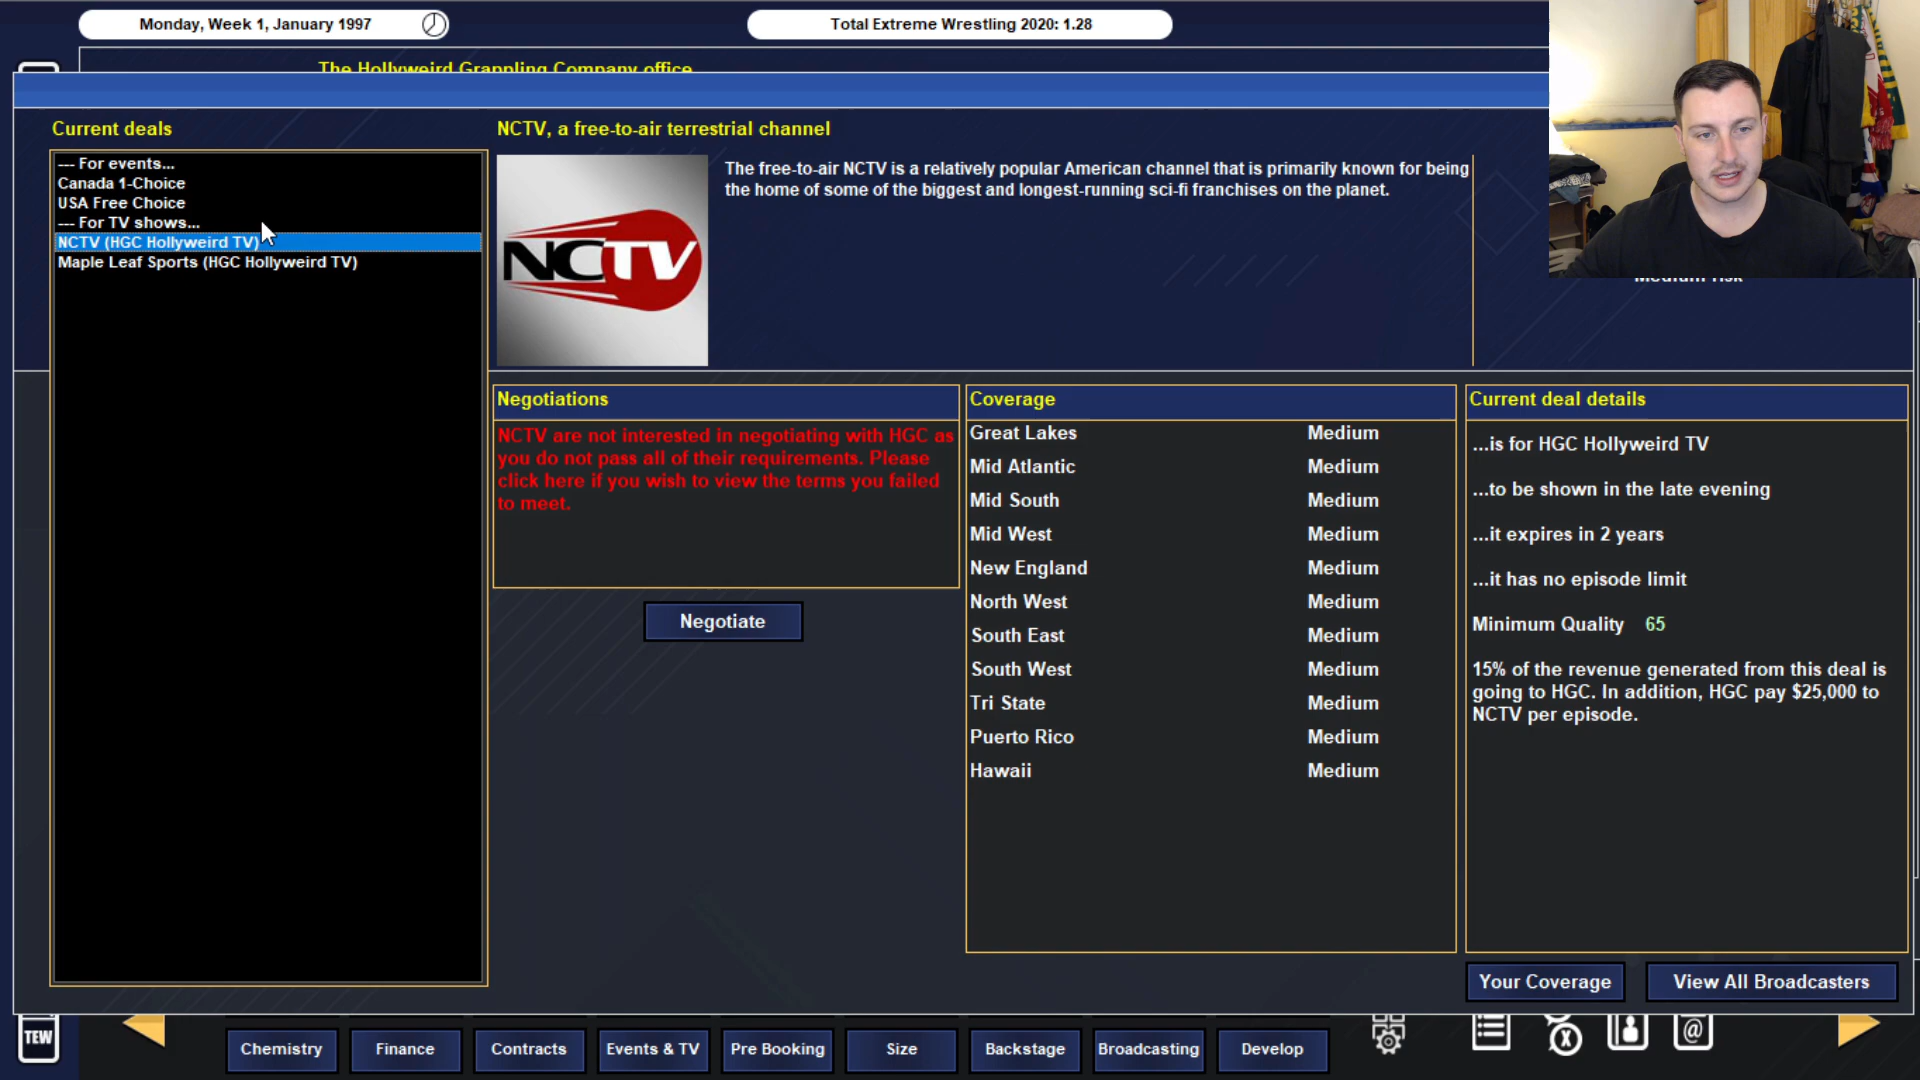 Monday, Week 1, January 1997
Total Extreme Wrestling 2020: 1.28
The Hollyweird Grappling Company office
Current deals
--- For events...
Canada 1-Choice
USA Free Choice
--- For TV shows...
NCTV (HGC Hollyweird TV)
Maple Leaf Sports (HGC Hollyweird TV)
NCTV, a free-to-air terrestrial channel
NCTV
The free-to-air NCTV is a relatively popular American channel that is primarily known for being
the home of some of the biggest and longest-running sci-fi franchises on the planet.
Medium risk
Negotiations
NCTV are not interested in negotiating with HGC as
you do not pass all of their requirements. Please
click here if you wish to view the terms you failed
to meet.
Negotiate
Coverage
Great Lakes Medium
Mid Atlantic Medium
Mid South Medium
Mid West Medium
New England Medium
North West Medium
South East Medium
South West Medium
Tri State Medium
Puerto Rico Medium
Hawaii Medium
Current deal details
...is for HGC Hollyweird TV
...to be shown in the late evening
...it expires in 2 years
...it has no episode limit
Minimum Quality 65
15% of the revenue generated from this deal is
going to HGC. In addition, HGC pay $25,000 to
NCTV per episode.
Your Coverage
View All Broadcasters
TEW
Chemistry
Finance
Contracts
Events & TV
Pre Booking
Size
Backstage
Broadcasting
Develop